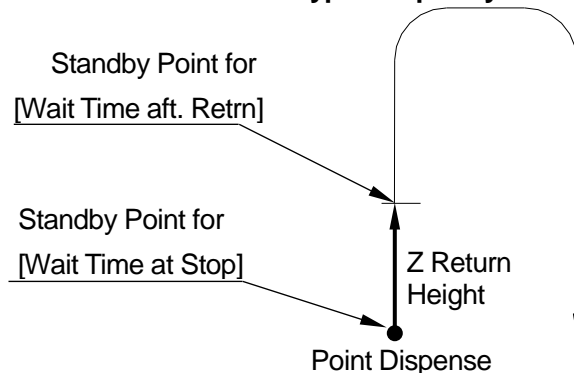 Standby Point for
[Wait Time aft. Retrn]
Standby Point for
[Wait Time at Stop]
Z Return
Height
Point Dispense